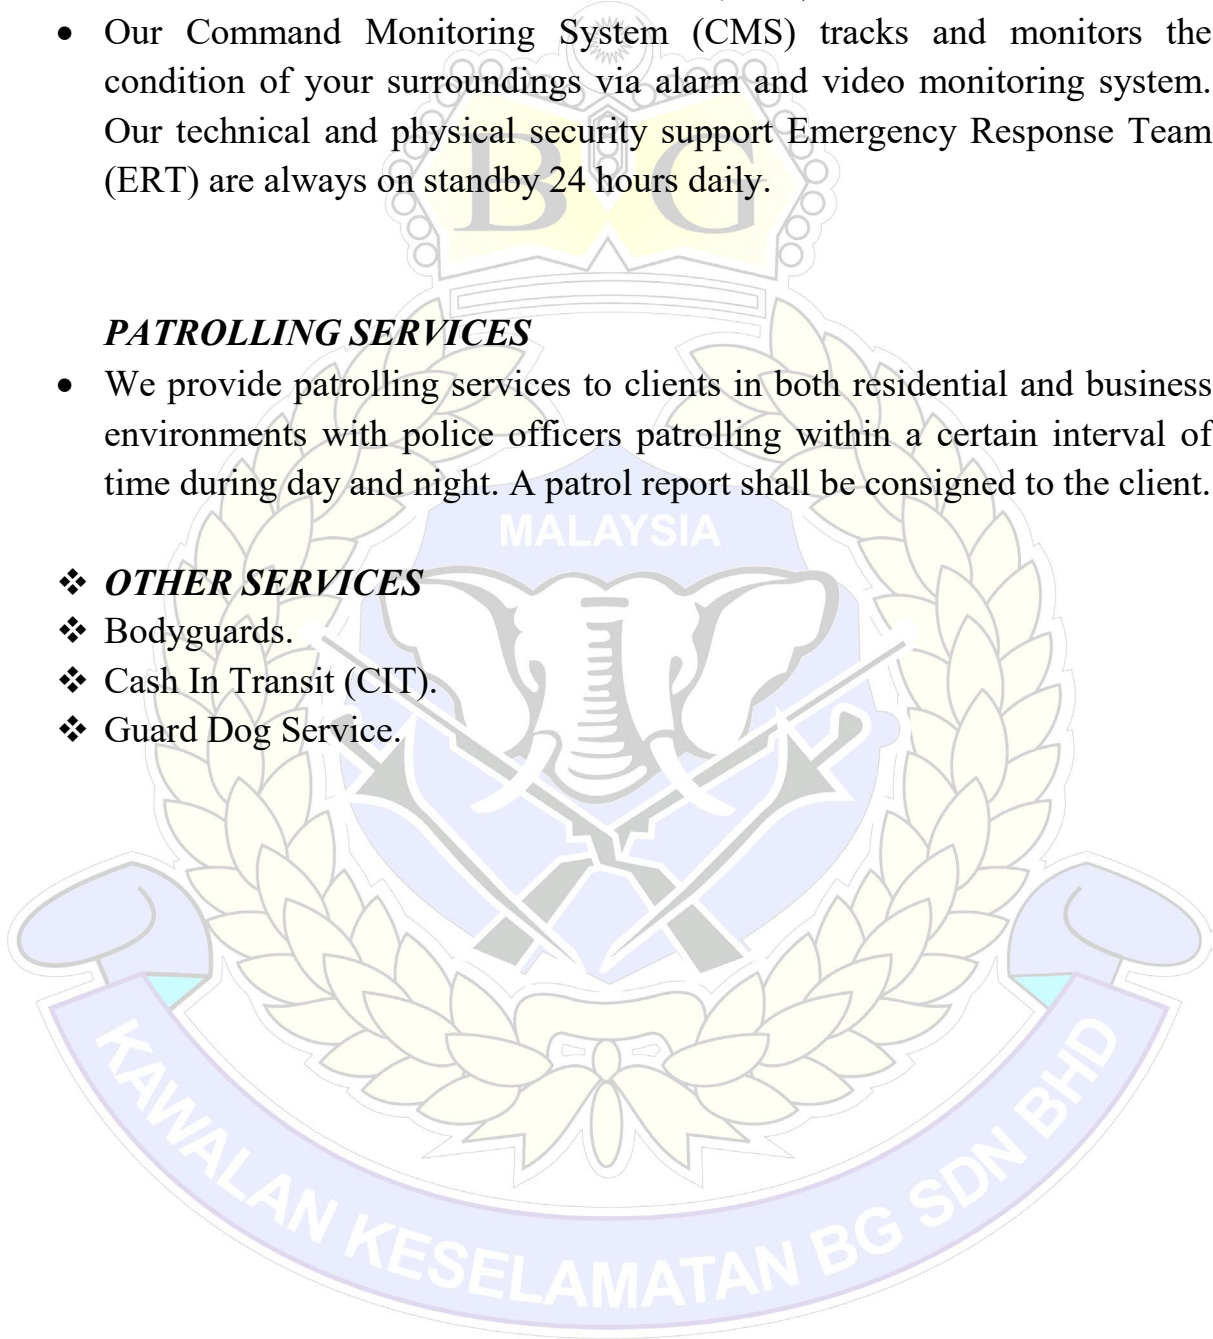 • Our Command Monitoring System (CMS) tracks and monitors the
condition of your surroundings via alarm and video monitoring system.
Our technical and physical security support Emergency Response Team
(ERT) are always on standby 24 hours daily.
B G
PATROLLING SERVICES
• We provide patrolling services to clients in both residential and business
environments with police officers patrolling within a certain interval of
time during day and night. A patrol report shall be consigned to the client.
MALAYSIA
❖ OTHER SERVICES
❖ Bodyguards.
❖ Cash In Transit (CIT).
❖ Guard Dog Service.
KAWALAN KESELAMATAN BG SDN BHD